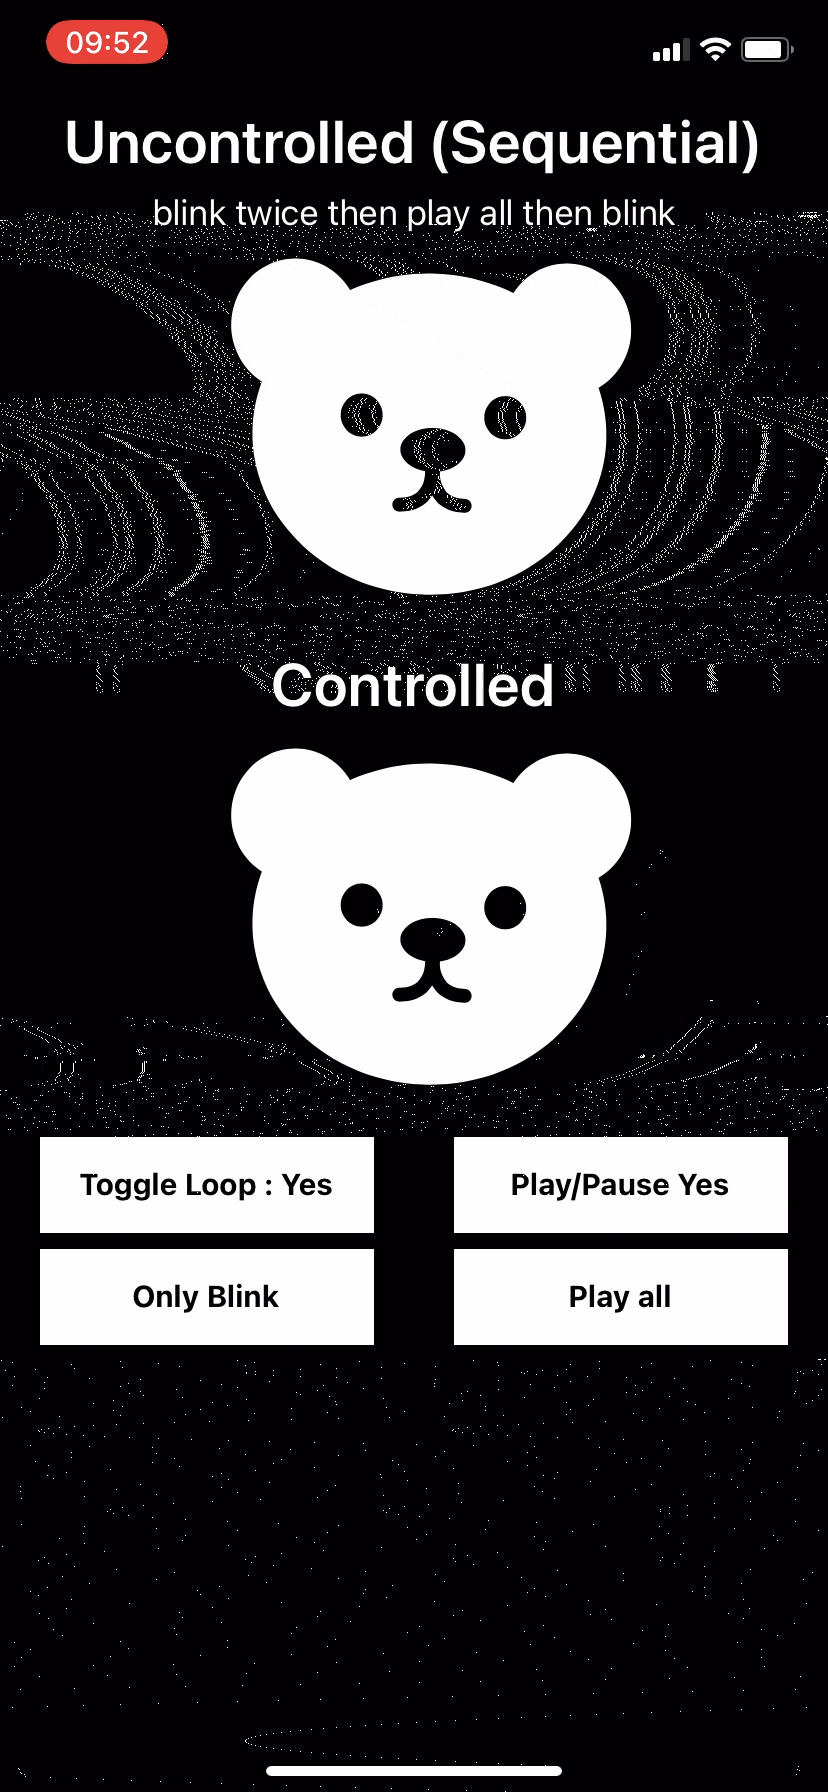 09:52
Uncontrolled (Sequential)
blink twice then play all then blink
Controlled
Toggle Loop : Yes
Play/Pause Yes
Only Blink
Play all